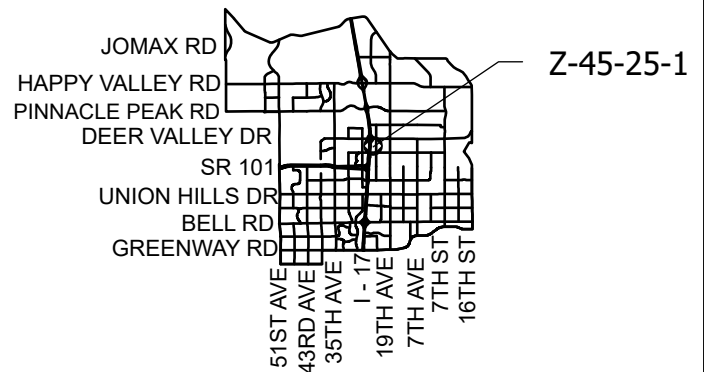 JOMAX RD
Z-45-25-1
HAPPY VALLEY RD
PINNACLE PEAK RD
DEER VALLEY DR
SR 101
UNION HILLS DR
BELL RD
GREENWAY RD
51ST AVE
43RD AVE
35TH AVE
I - 17
19TH AVE
7TH AVE
7TH ST
16TH ST